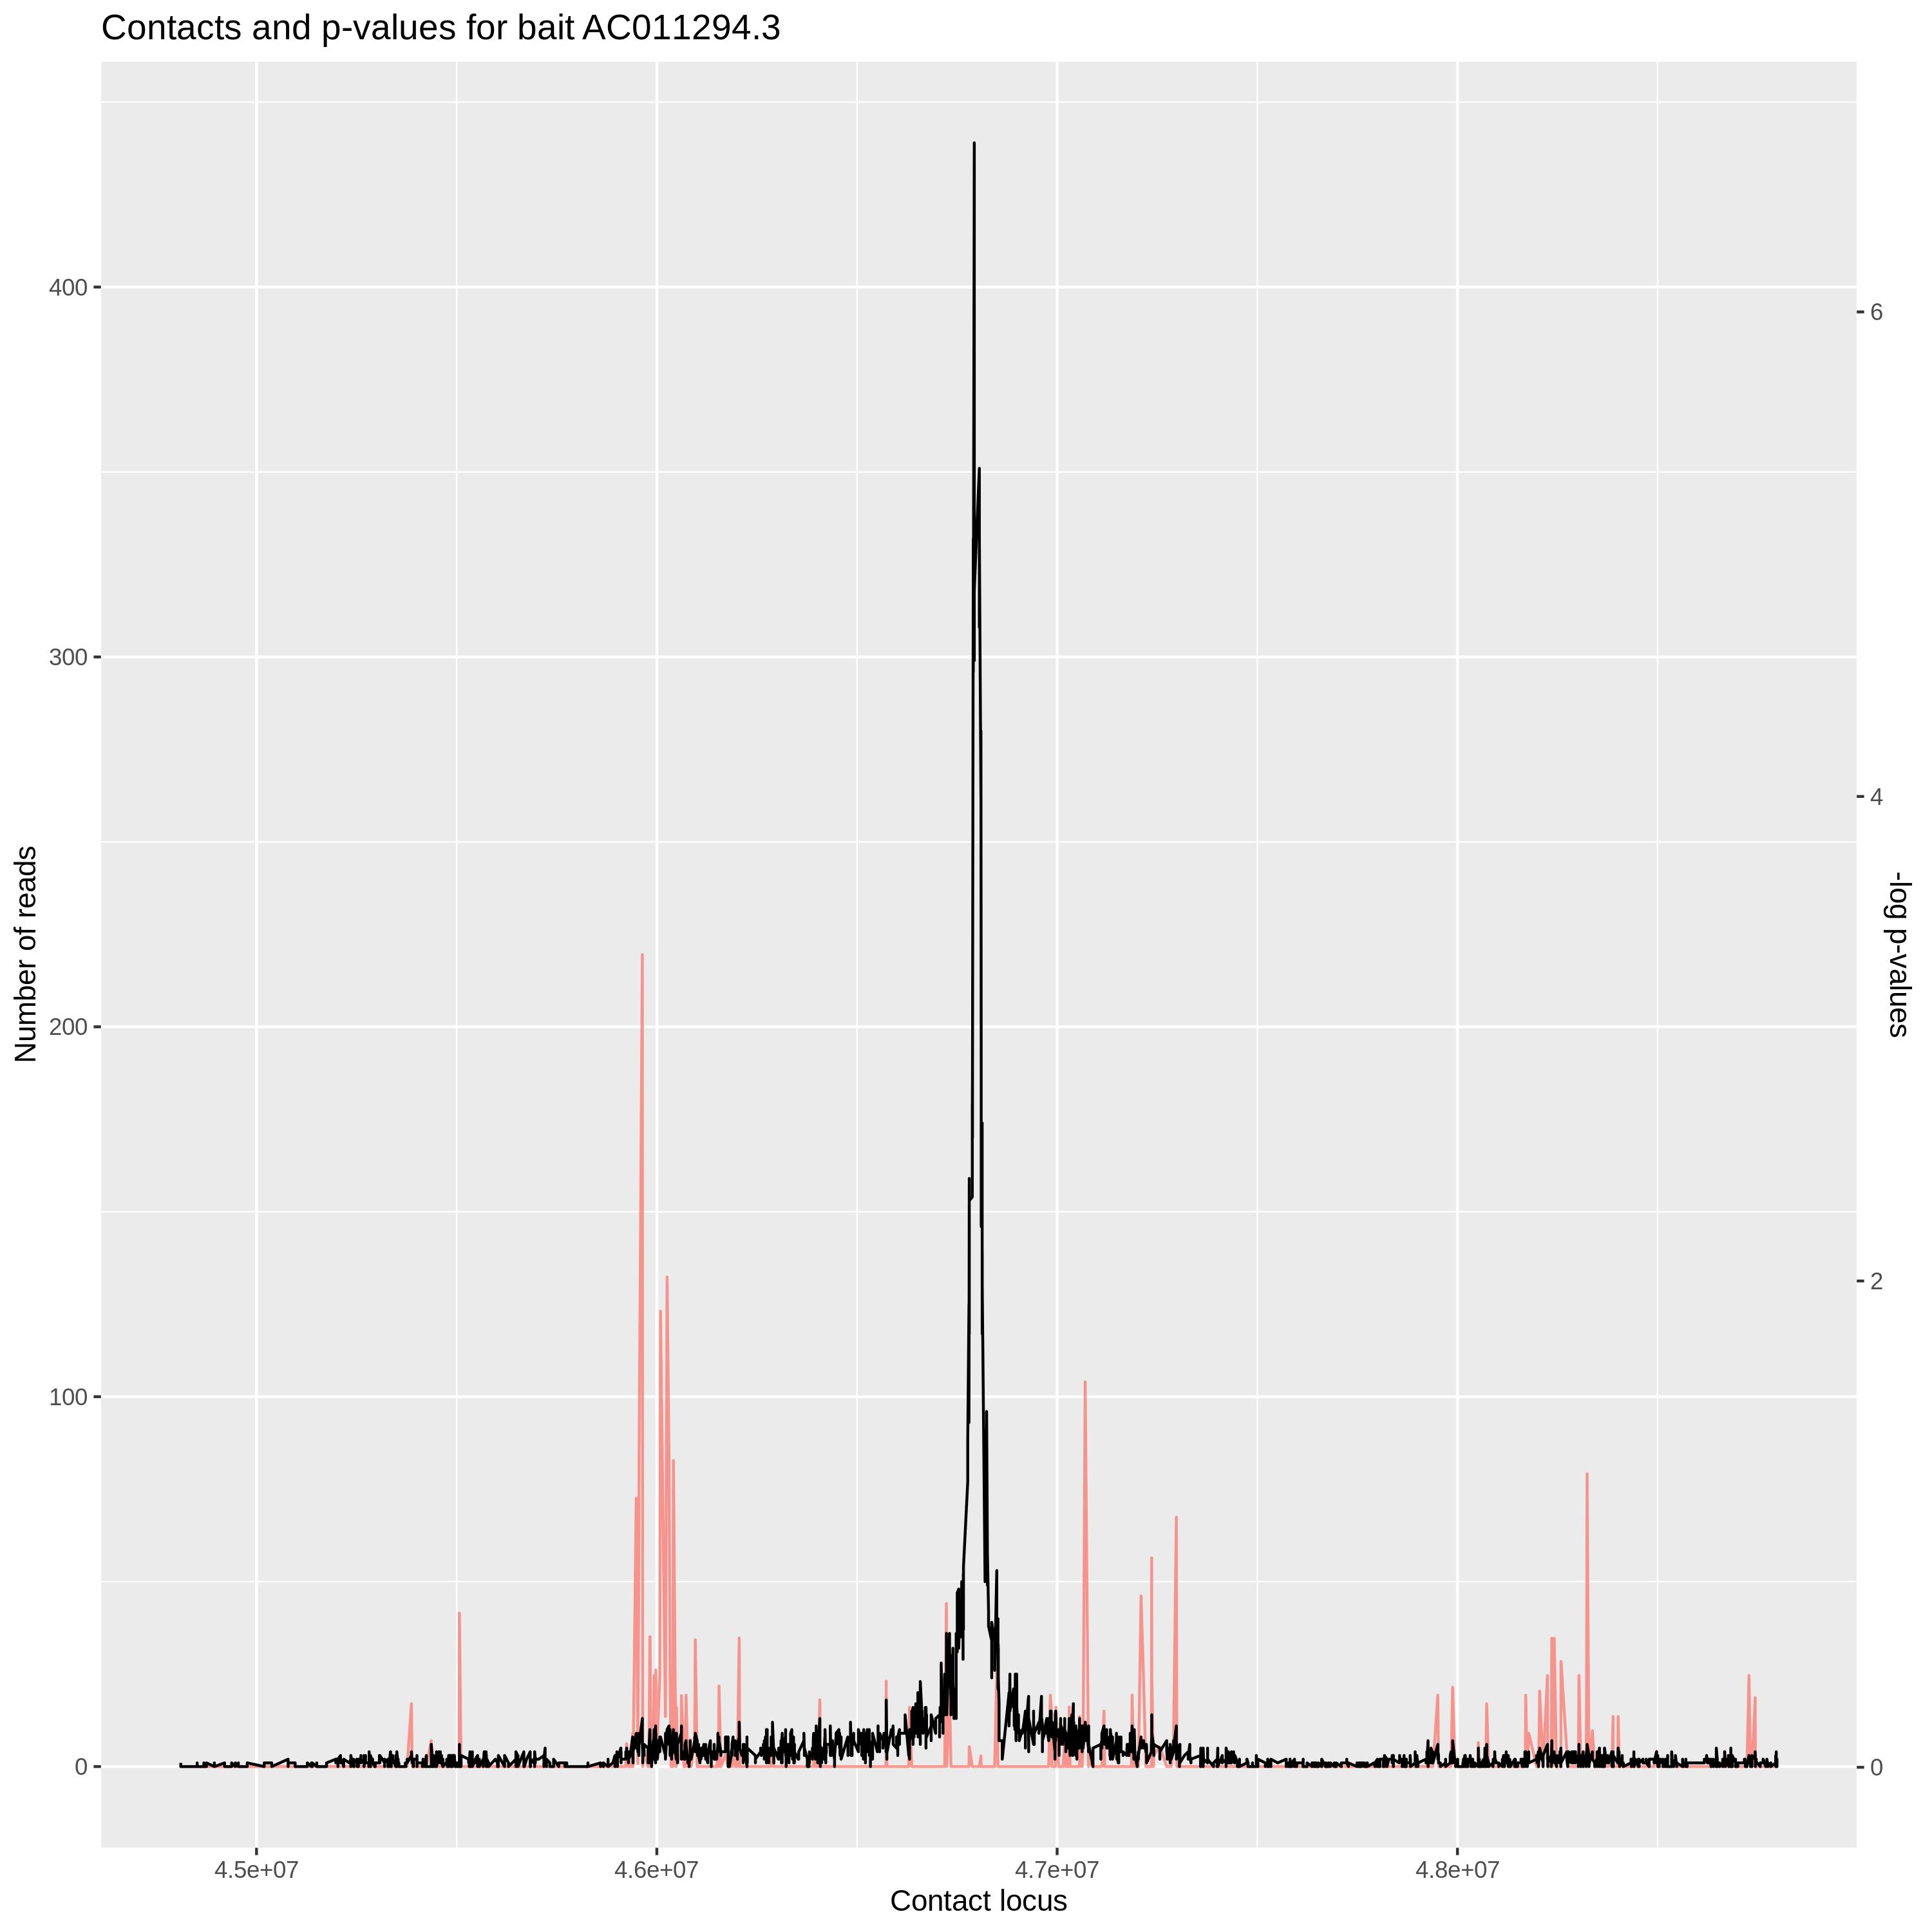 Contacts and p-values for bait AC011294.3
400
300
200
100
0
6
4
2
0
Number of reads
-log p-values
4.5e+07 4.6e+07 4.7e+07 4.8e+07
Contact locus